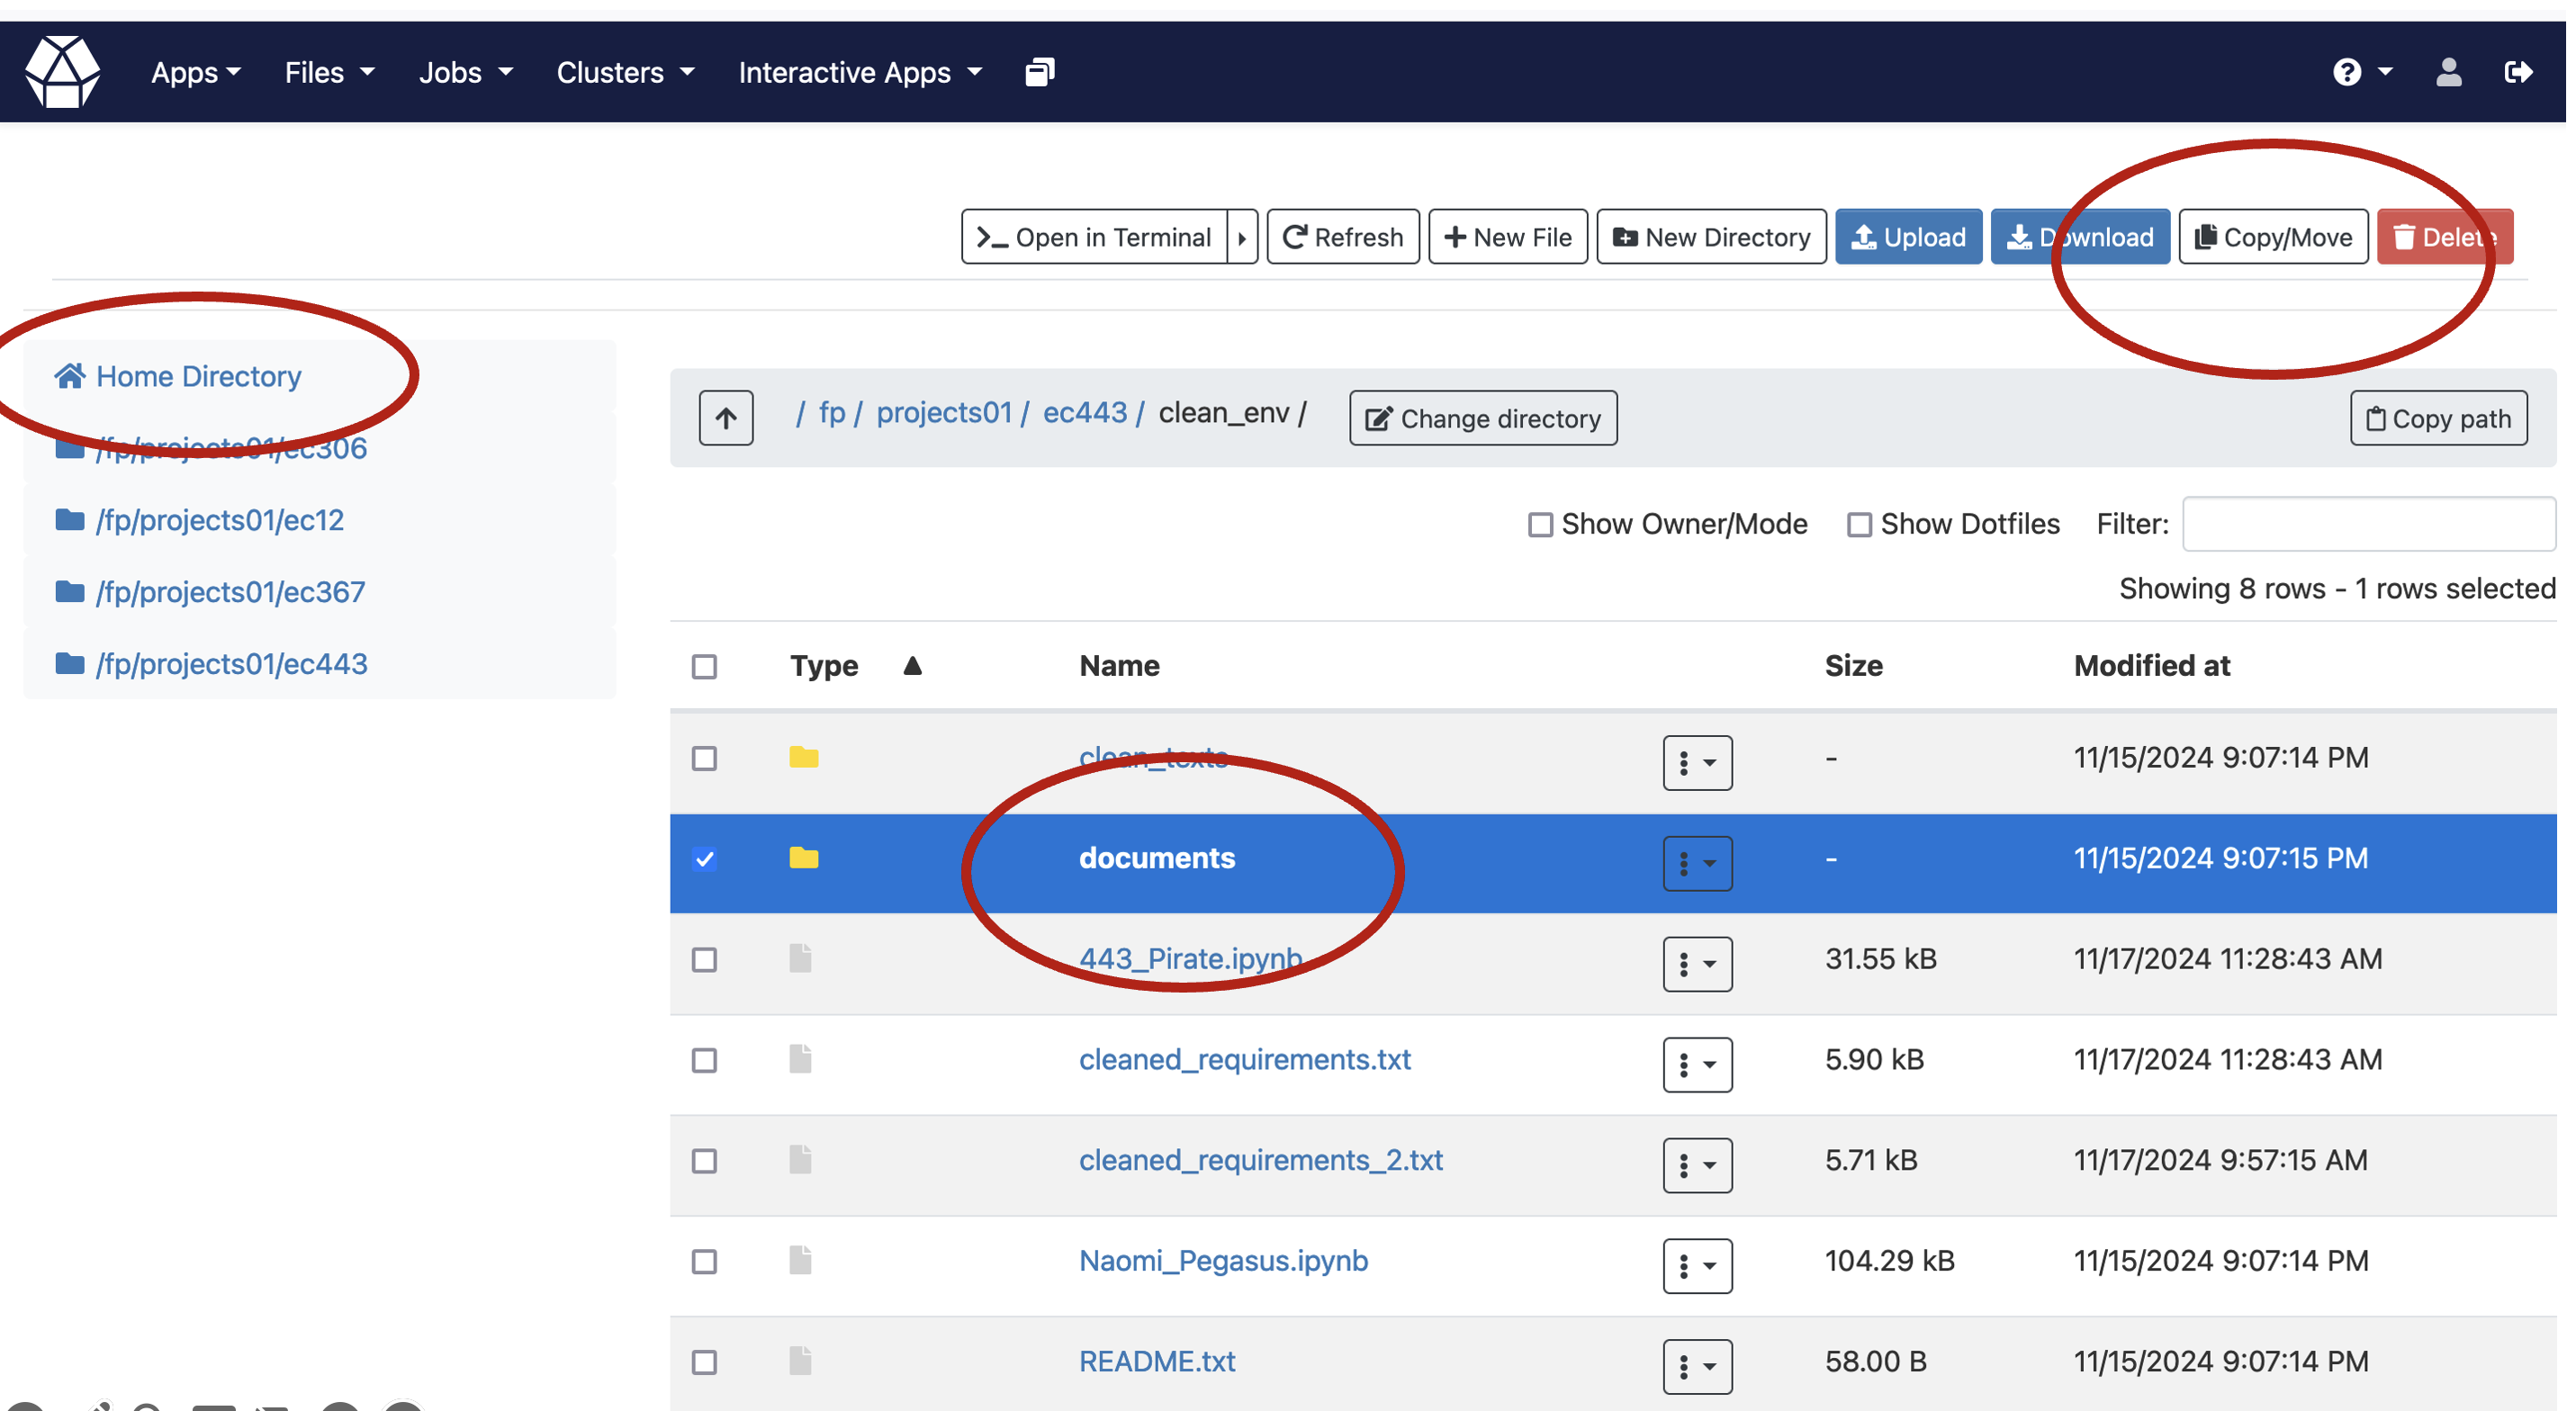 Apps Files Jobs Clusters Interactive Apps
Open in Terminal Refresh New File New Directory Upload Download Copy/Move Delete
Home Directory
/fp/projects01/ec306
/fp/projects01/ec12
/fp/projects01/ec367
/fp/projects01/ec443
/ fp / projects01 / ec443 / clean_env / Change directory Copy path
Show Owner/Mode Show Dotfiles Filter:
Showing 8 rows - 1 rows selected
Type Name Size Modified at
clean_texts - 11/15/2024 9:07:14 PM
documents - 11/15/2024 9:07:15 PM
443_Pirate.ipynb 31.55 kB 11/17/2024 11:28:43 AM
cleaned_requirements.txt 5.90 kB 11/17/2024 11:28:43 AM
cleaned_requirements_2.txt 5.71 kB 11/17/2024 9:57:15 AM
Naomi_Pegasus.ipynb 104.29 kB 11/15/2024 9:07:14 PM
README.txt 58.00 B 11/15/2024 9:07:14 PM